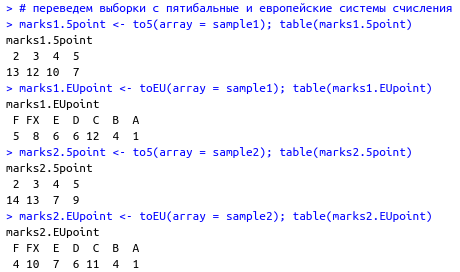 > # переведем выборки с пятибальные и европейские системы счисления
> marks1.5point <- to5(array = sample1); table(marks1.5point)
marks1.5point
 2  3  4  5
13 12 10  7
> marks1.EUpoint <- toEU(array = sample1); table(marks1.EUpoint)
marks1.EUpoint
 F FX  E  D  C  B  A
 5  8  6  6 12  4  1
> marks2.5point <- to5(array = sample2); table(marks2.5point)
marks2.5point
 2  3  4  5
14 13  7  9
> marks2.EUpoint <- toEU(array = sample2); table(marks2.EUpoint)
marks2.EUpoint
 F FX  E  D  C  B  A
 4 10  7  6 11  4  1